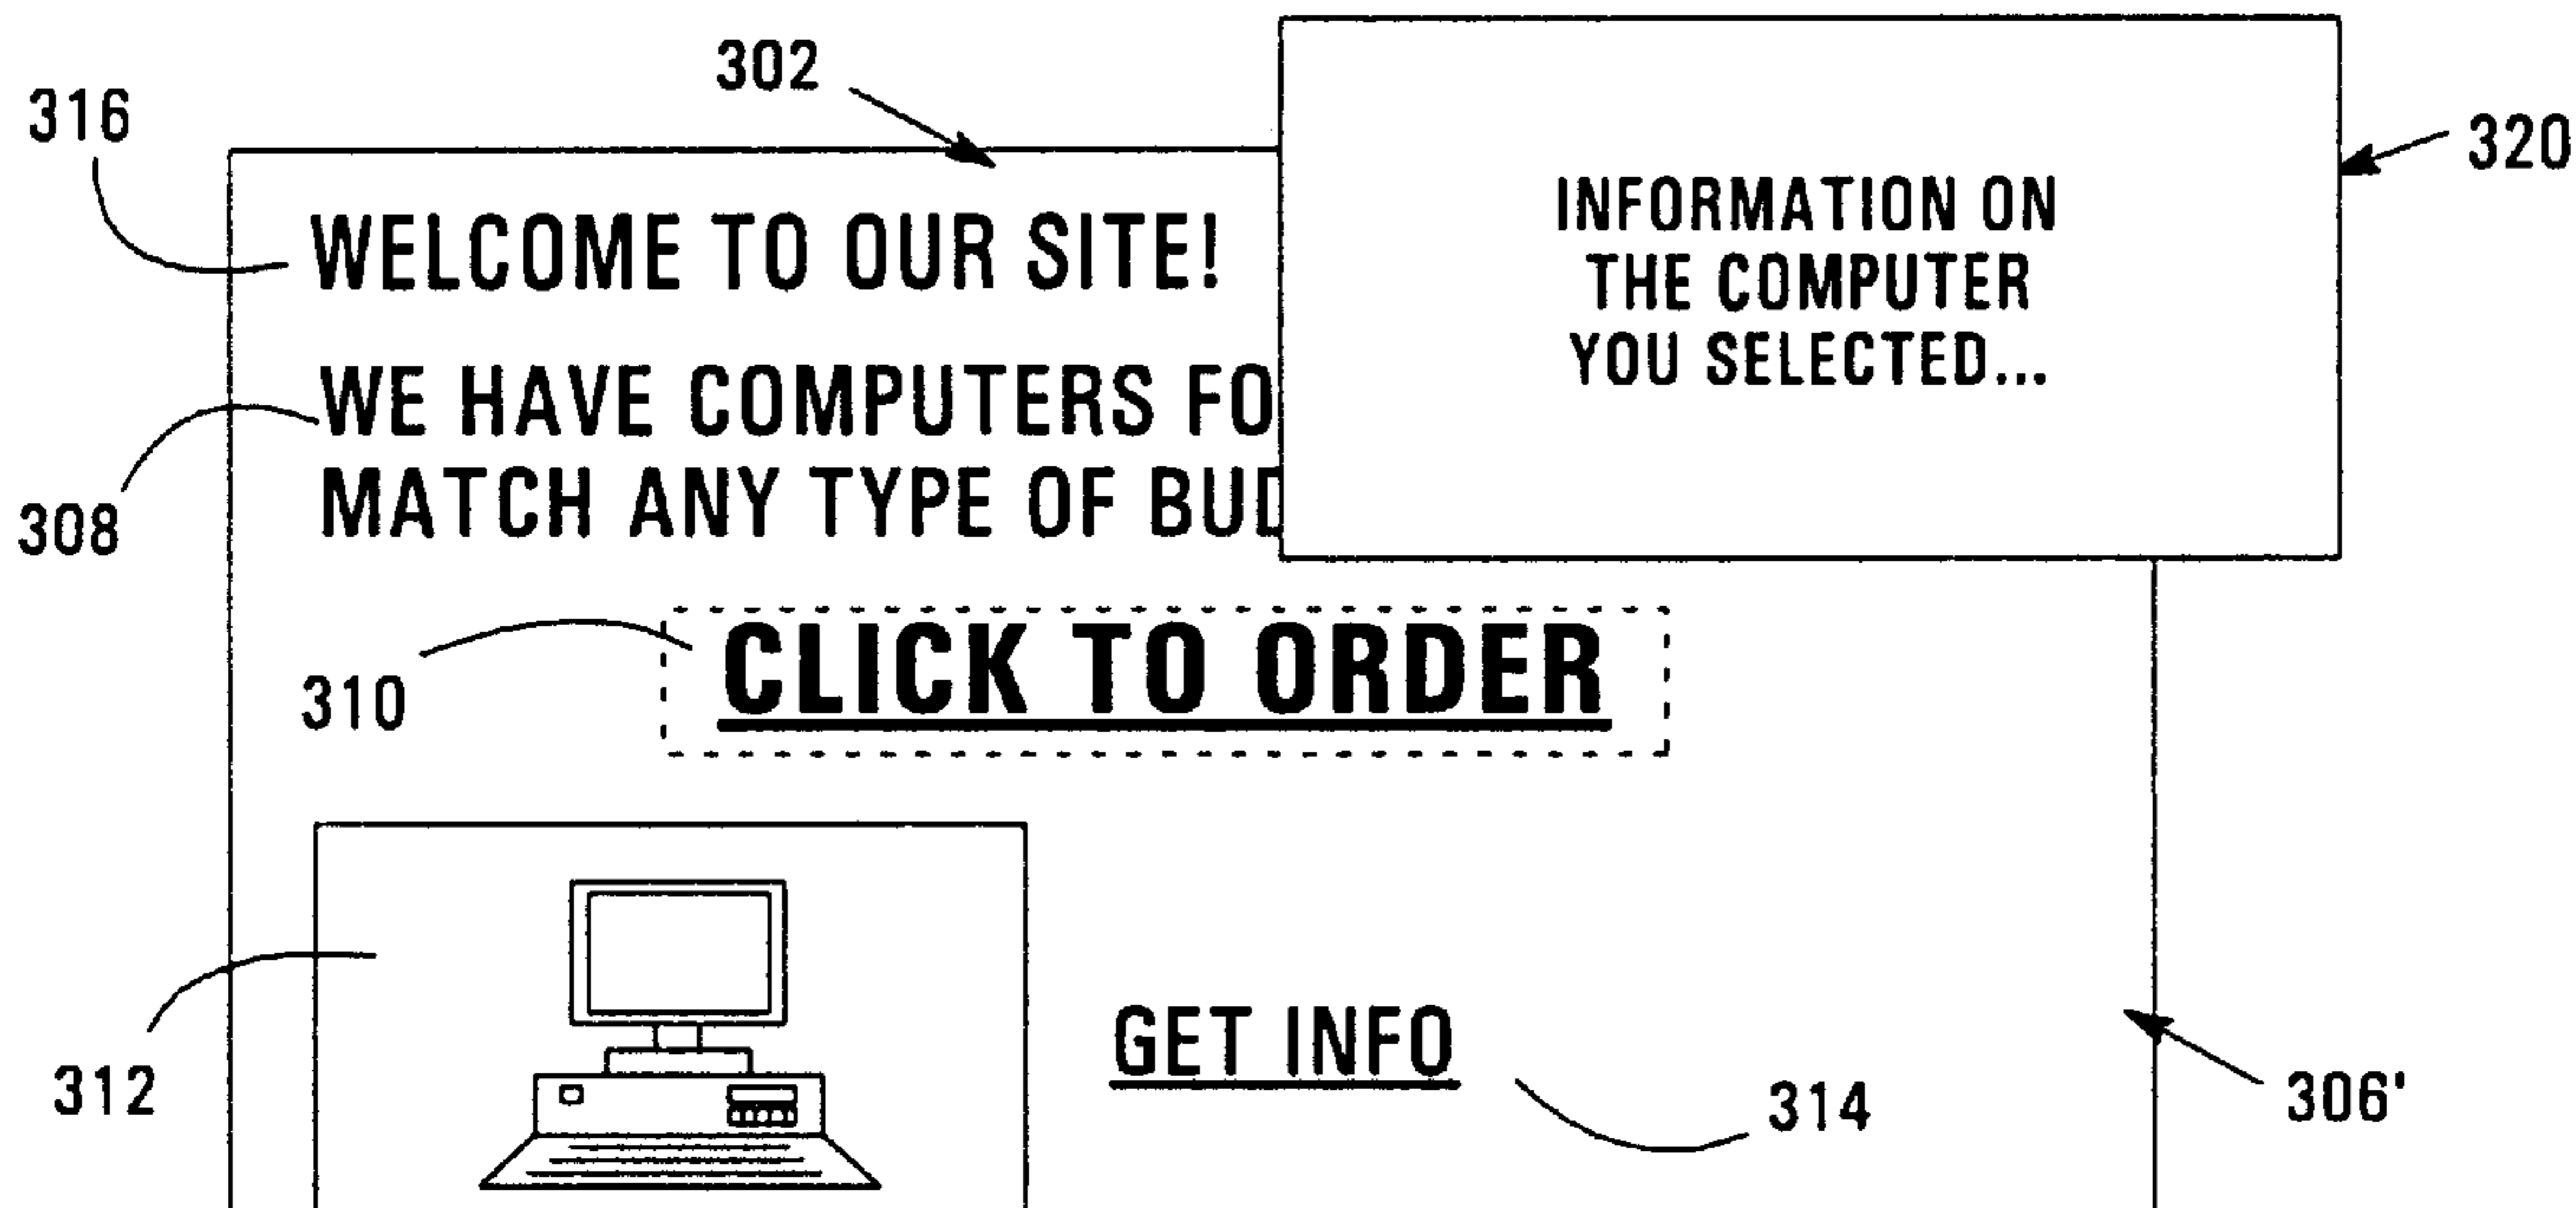 302
316
320
INFORMATION ON
THE COMPUTER
YOU SELECTED...
WELCOME TO OUR SITE!
WE HAVE COMPUTERS FO
MATCH ANY TYPE OF BUD
308
CLICK TO ORDER
310
GET INFO
312
314
306'